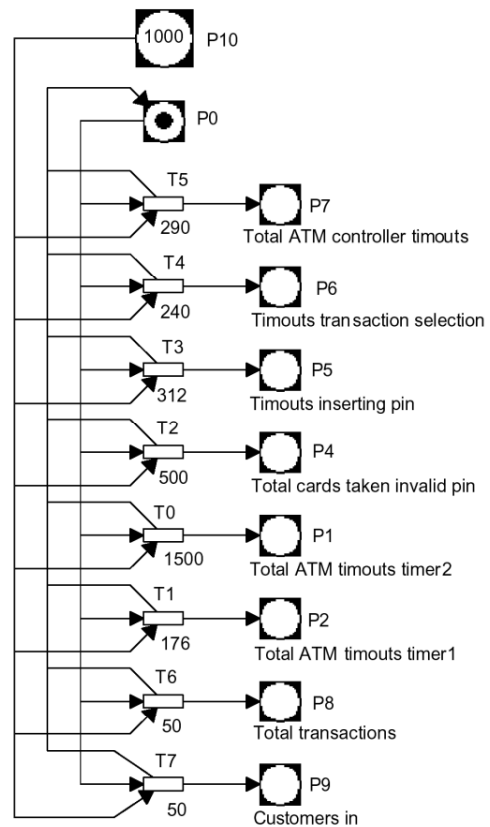 1000 P10
P0
T5
P7
290
Total ATM controller timouts
T4
P6
240
Timouts transaction selection
T3
P5
312
Timouts inserting pin
T2
P4
500
Total cards taken invalid pin
T0
P1
1500
Total ATM timouts timer2
T1
P2
176
Total ATM timouts timer1
T6
P8
50
Total transactions
T7
P9
50
Customers in